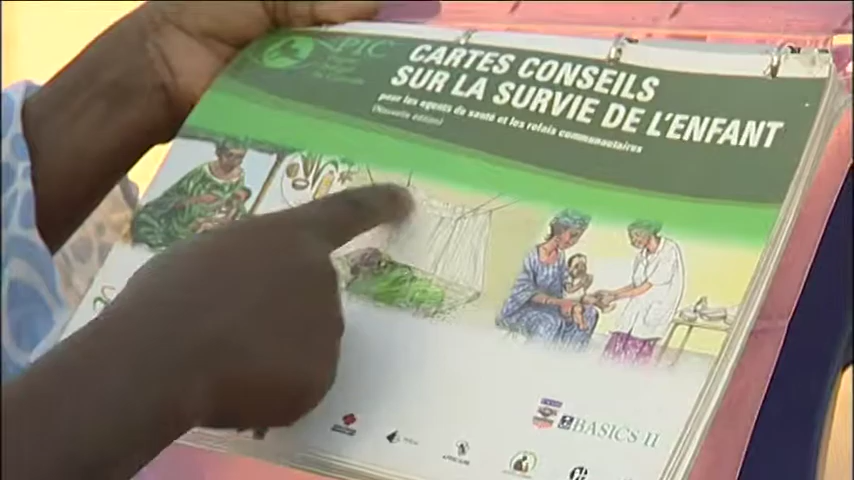 PIC
CARTES CONSEILS
SUR LA SURVIE DE L'ENFANT
pour les agents de santé et les relais communautaires
(Nouvelle édition)
BASICS II